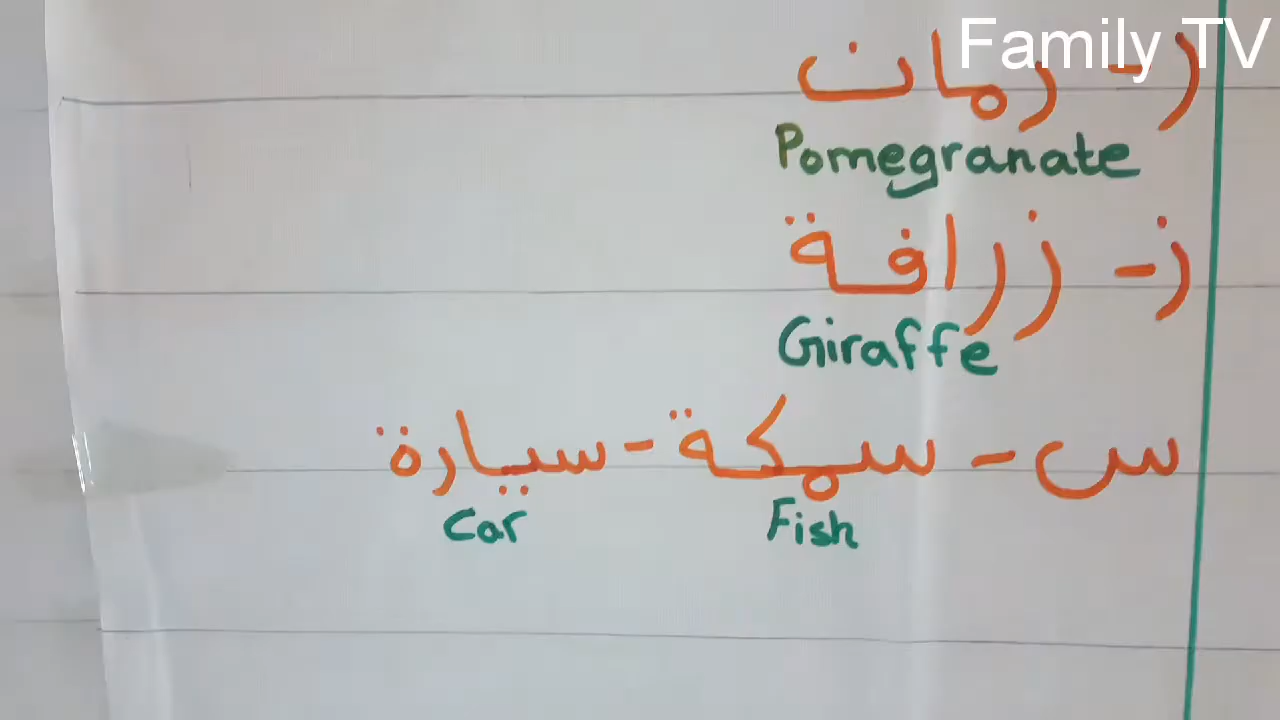 Family TV
ر - رمان
Pomegranate
ز - زرافة
Giraffe
س - سمكة - سيارة
Car Fish